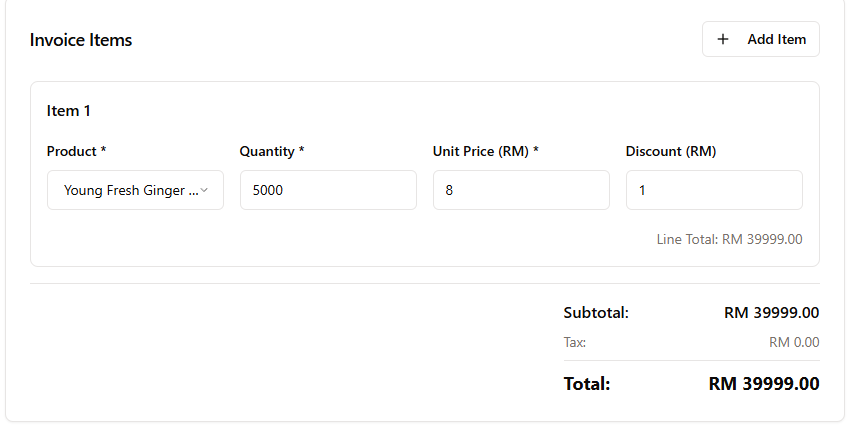 Invoice Items
+ Add Item
Item 1
Product * Quantity * Unit Price (RM) * Discount (RM)
Young Fresh Ginger ... 5000 8 1
Line Total: RM 39999.00
Subtotal: RM 39999.00
Tax: RM 0.00
Total: RM 39999.00